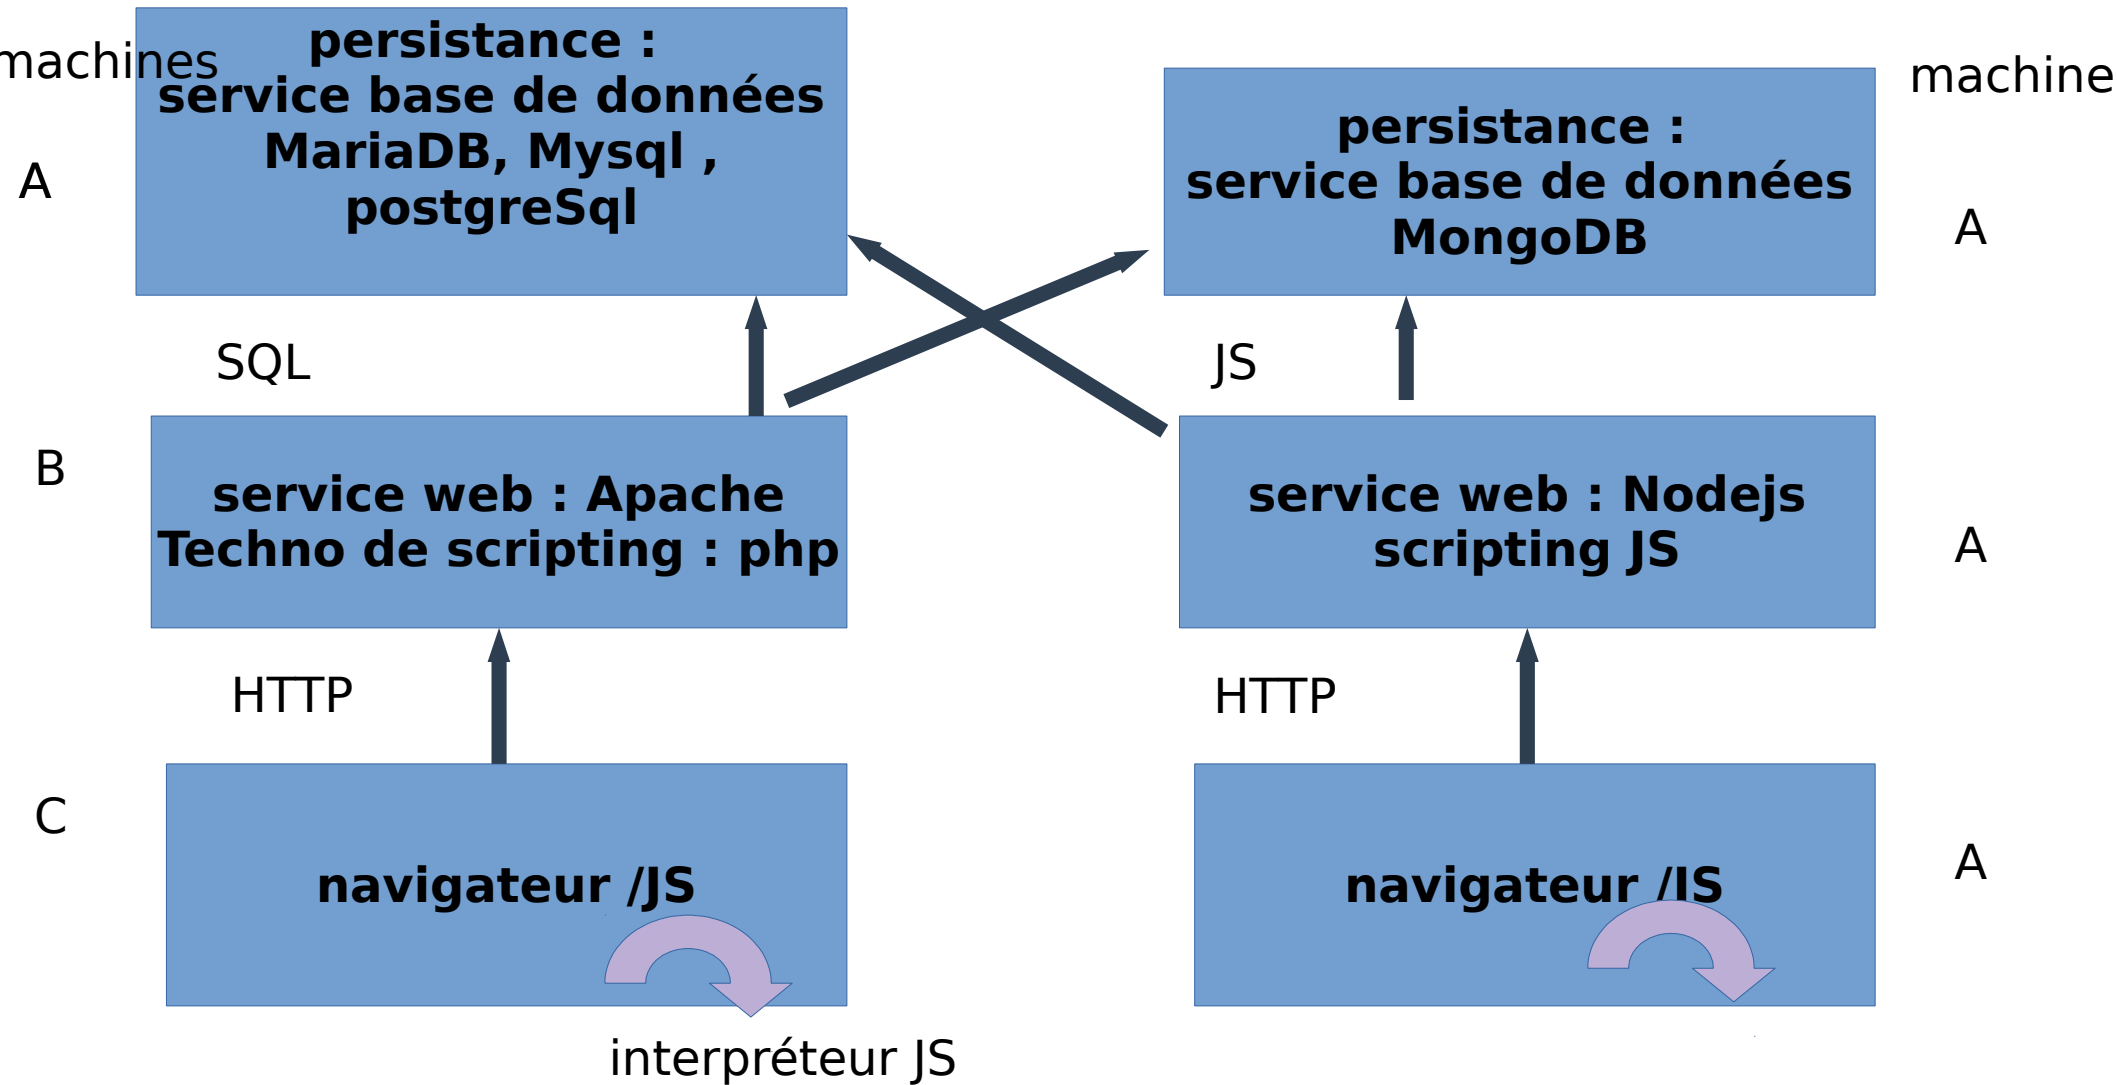 machines
persistance :
service base de données
MariaDB, Mysql ,
postgreSql
A
machine
persistance :
service base de données
MongoDB
A
SQL
JS
B
service web : Apache
Techno de scripting : php
service web : Nodejs
scripting JS
A
HTTP
HTTP
C
navigateur /JS
navigateur /JS
A
interpréteur JS